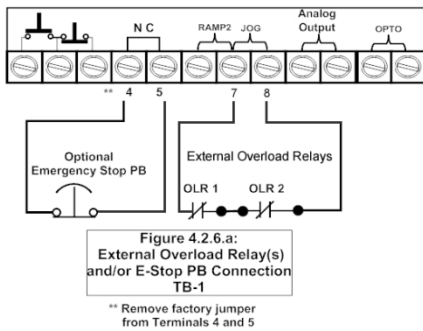 Analog
Output
N C
RAMP2 JOG
OPTO
** 4 5 7 8
Optional
Emergency Stop PB
External Overload Relays
OLR 1 OLR 2
Figure 4.2.6.a:
External Overload Relay(s)
and/or E-Stop PB Connection
TB-1
** Remove factory jumper
from Terminals 4 and 5